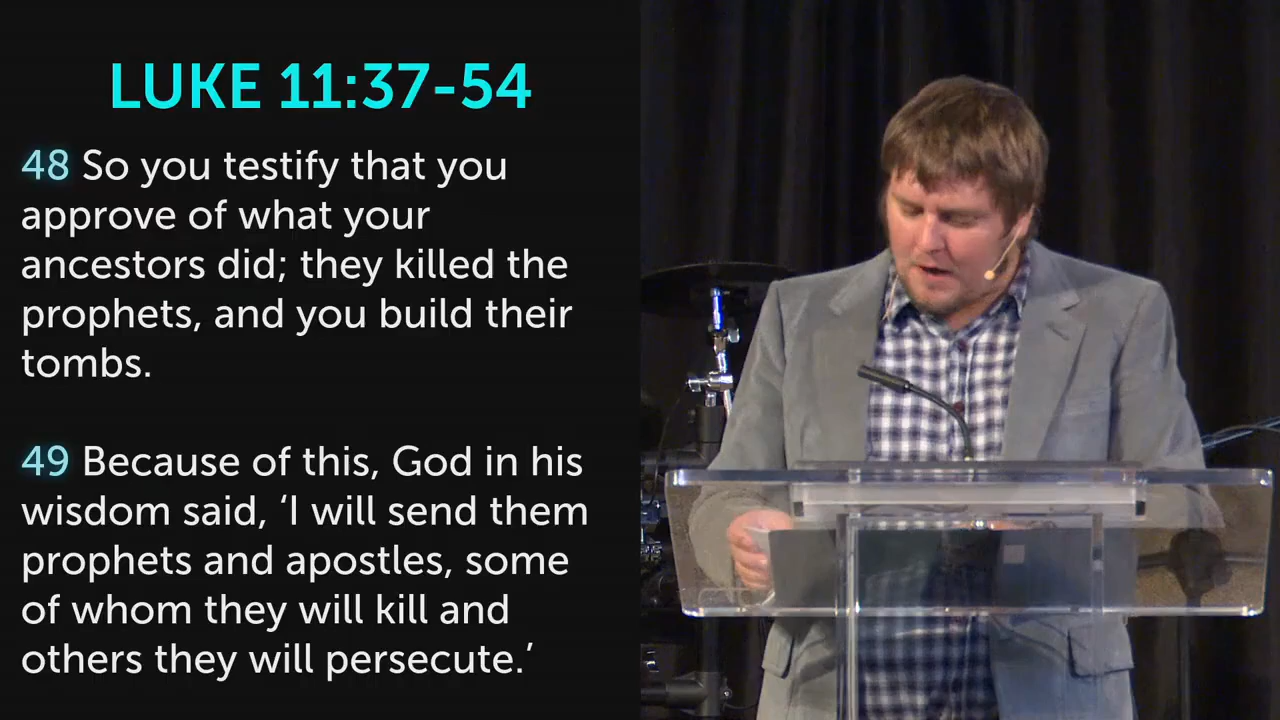 LUKE 11:37-54
48 So you testify that you
approve of what your
ancestors did; they killed the
prophets, and you build their
tombs.
49 Because of this, God in his
wisdom said, ‘I will send them
prophets and apostles, some
of whom they will kill and
others they will persecute.’